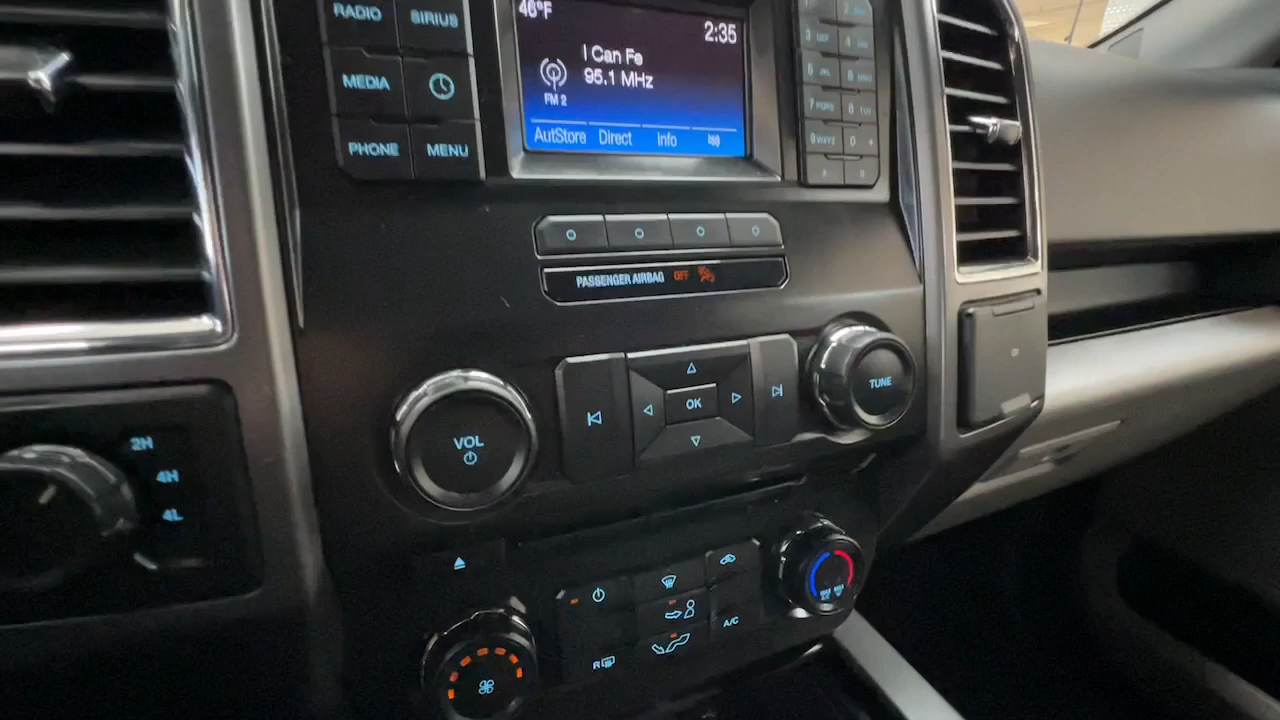 RADIO
SIRIUS
MEDIA
PHONE
MENU
46°F
2:35
I Can Fe
95.1 MHz
FM 2
AutStore Direct Info
PASSENGER AIRBAG OFF
VOL
OK
TUNE
2H
4H
4L
A/C
R